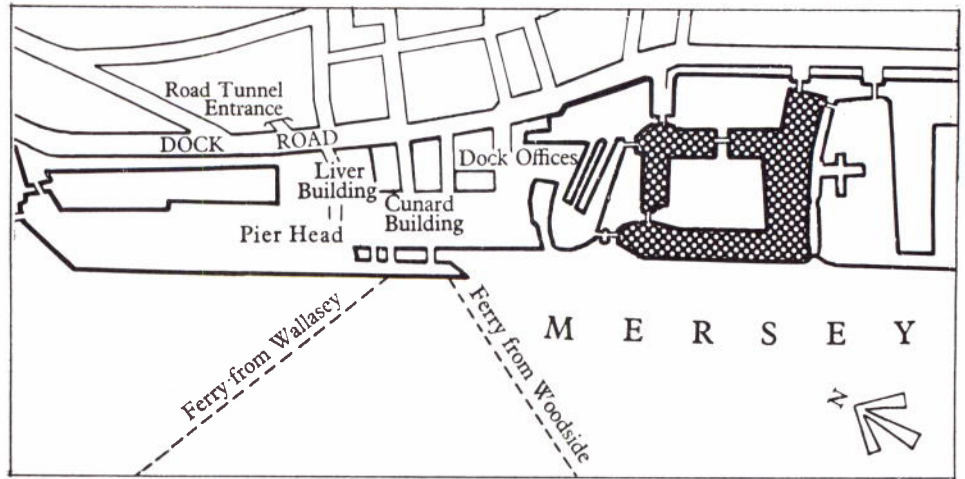 Road Tunnel
Entrance
DOCK ROAD
Liver
Building
Dock Offices
Cunard
Building
Pier Head
Ferry from Wallasey
Ferry from Woodside
MERSEY
N